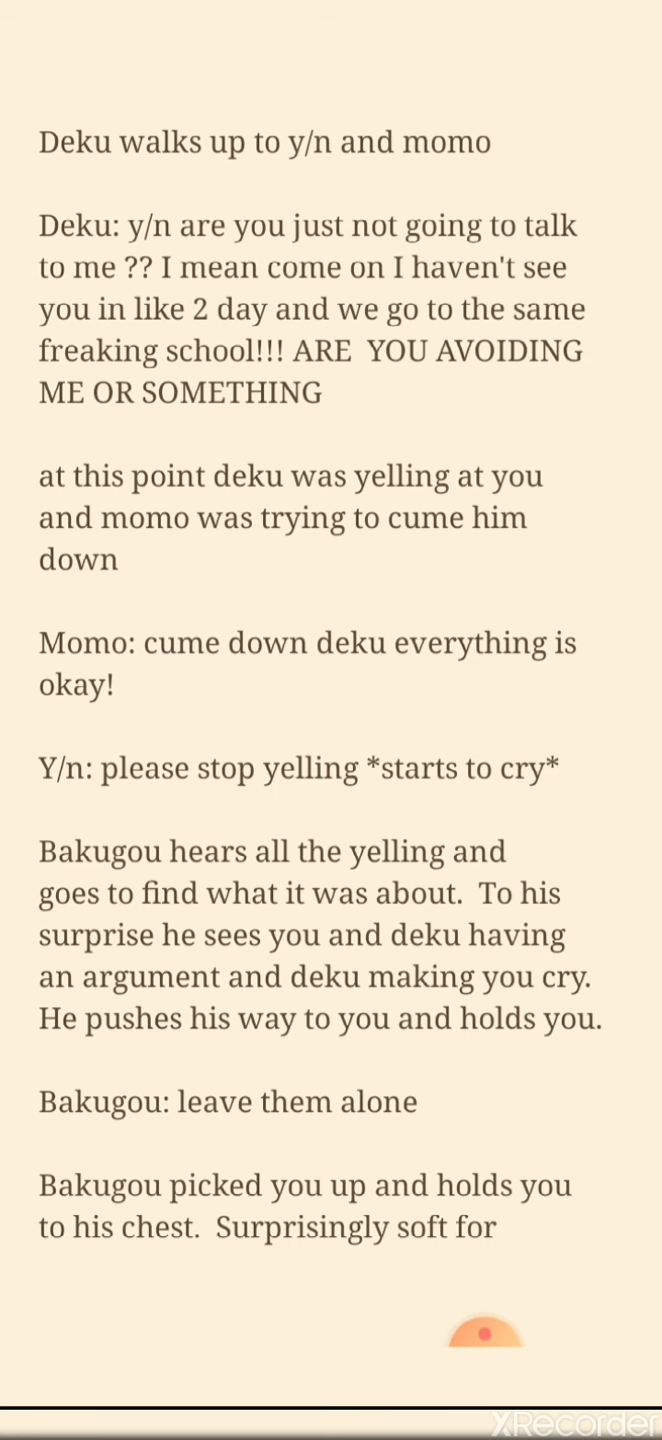 Deku walks up to y/n and momo
Deku: y/n are you just not going to talk
to me ?? I mean come on I haven't see
you in like 2 day and we go to the same
freaking school!!! ARE  YOU AVOIDING
ME OR SOMETHING
at this point deku was yelling at you
and momo was trying to cume him
down
Momo: cume down deku everything is
okay!
Y/n: please stop yelling *starts to cry*
Bakugou hears all the yelling and
goes to find what it was about.  To his
surprise he sees you and deku having
an argument and deku making you cry.
He pushes his way to you and holds you.
Bakugou: leave them alone
Bakugou picked you up and holds you
to his chest.  Surprisingly soft for
XRecorder